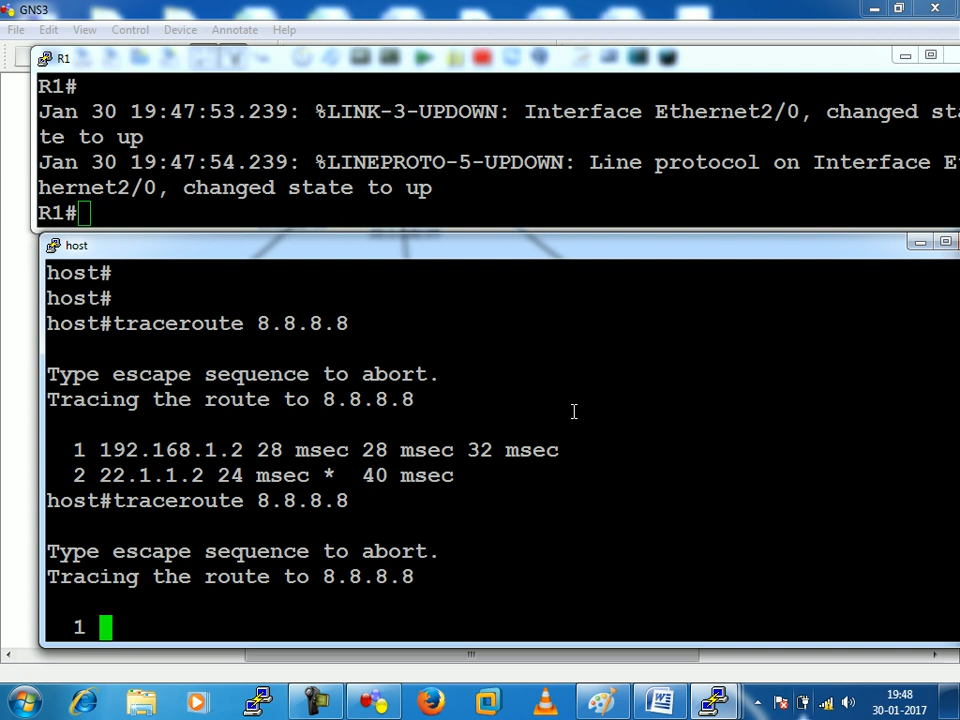 GNS3
File Edit View Control Device Annotate Help
R1
R1#
Jan 30 19:47:53.239: %LINK-3-UPDOWN: Interface Ethernet2/0, changed sta
te to up
Jan 30 19:47:54.239: %LINEPROTO-5-UPDOWN: Line protocol on Interface Et
hernet2/0, changed state to up
R1#
host
host#
host#
host#traceroute 8.8.8.8
Type escape sequence to abort.
Tracing the route to 8.8.8.8
1 192.168.1.2 28 msec 28 msec 32 msec
2 22.1.1.2 24 msec * 40 msec
host#traceroute 8.8.8.8
Type escape sequence to abort.
Tracing the route to 8.8.8.8
1
19:48
30-01-2017